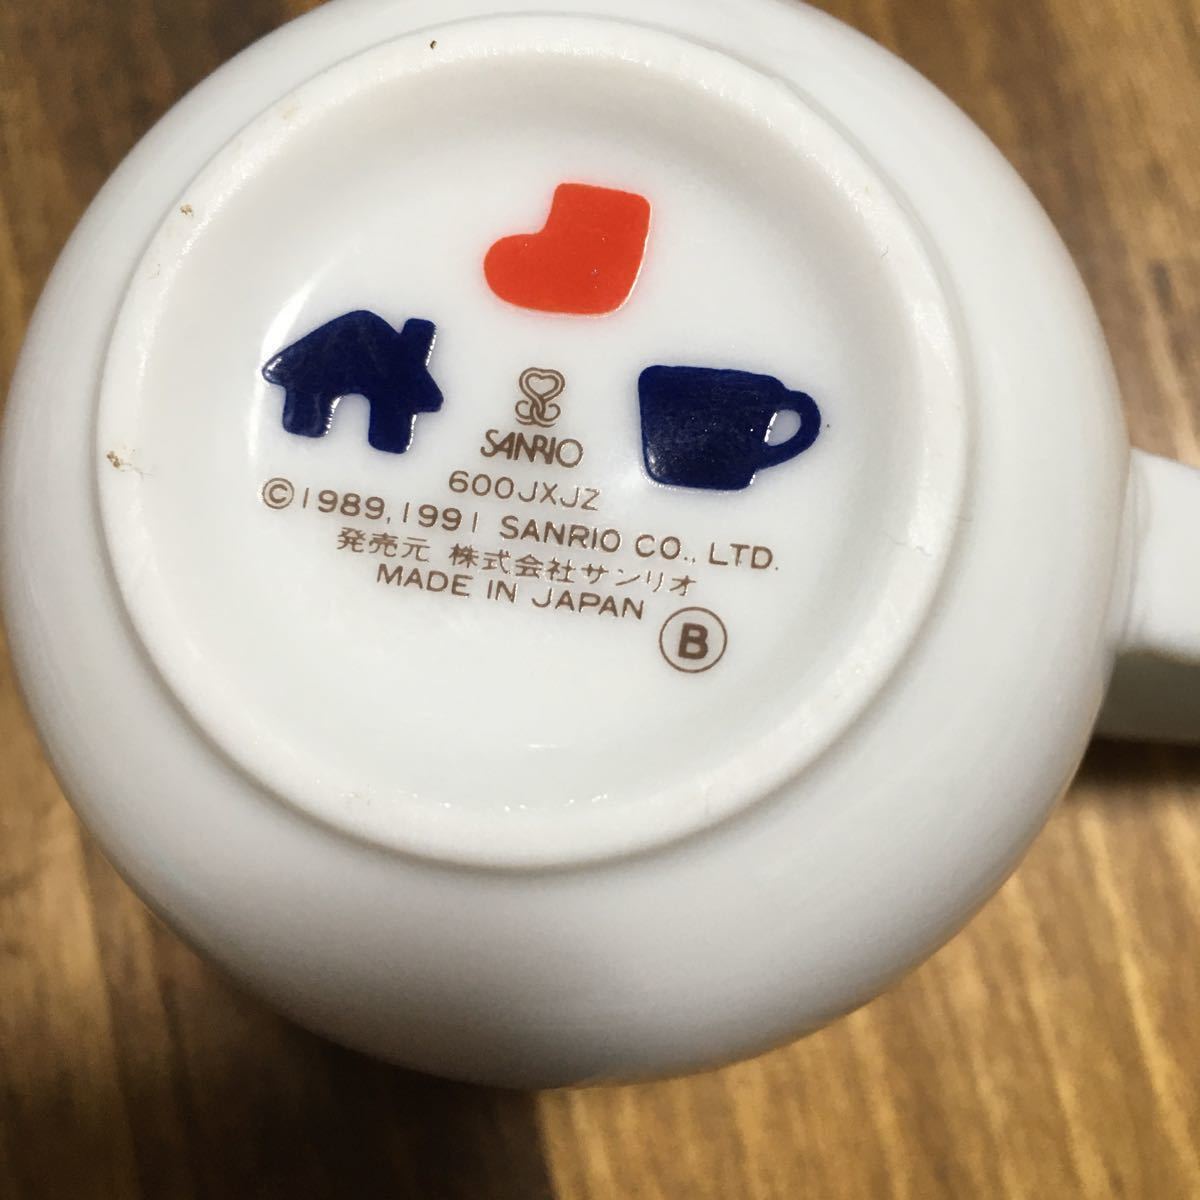 SANRIO
600JXJZ
©1989,1991 SANRIO CO., LTD.
発売元 株式会社サンリオ
MADE IN JAPAN
B